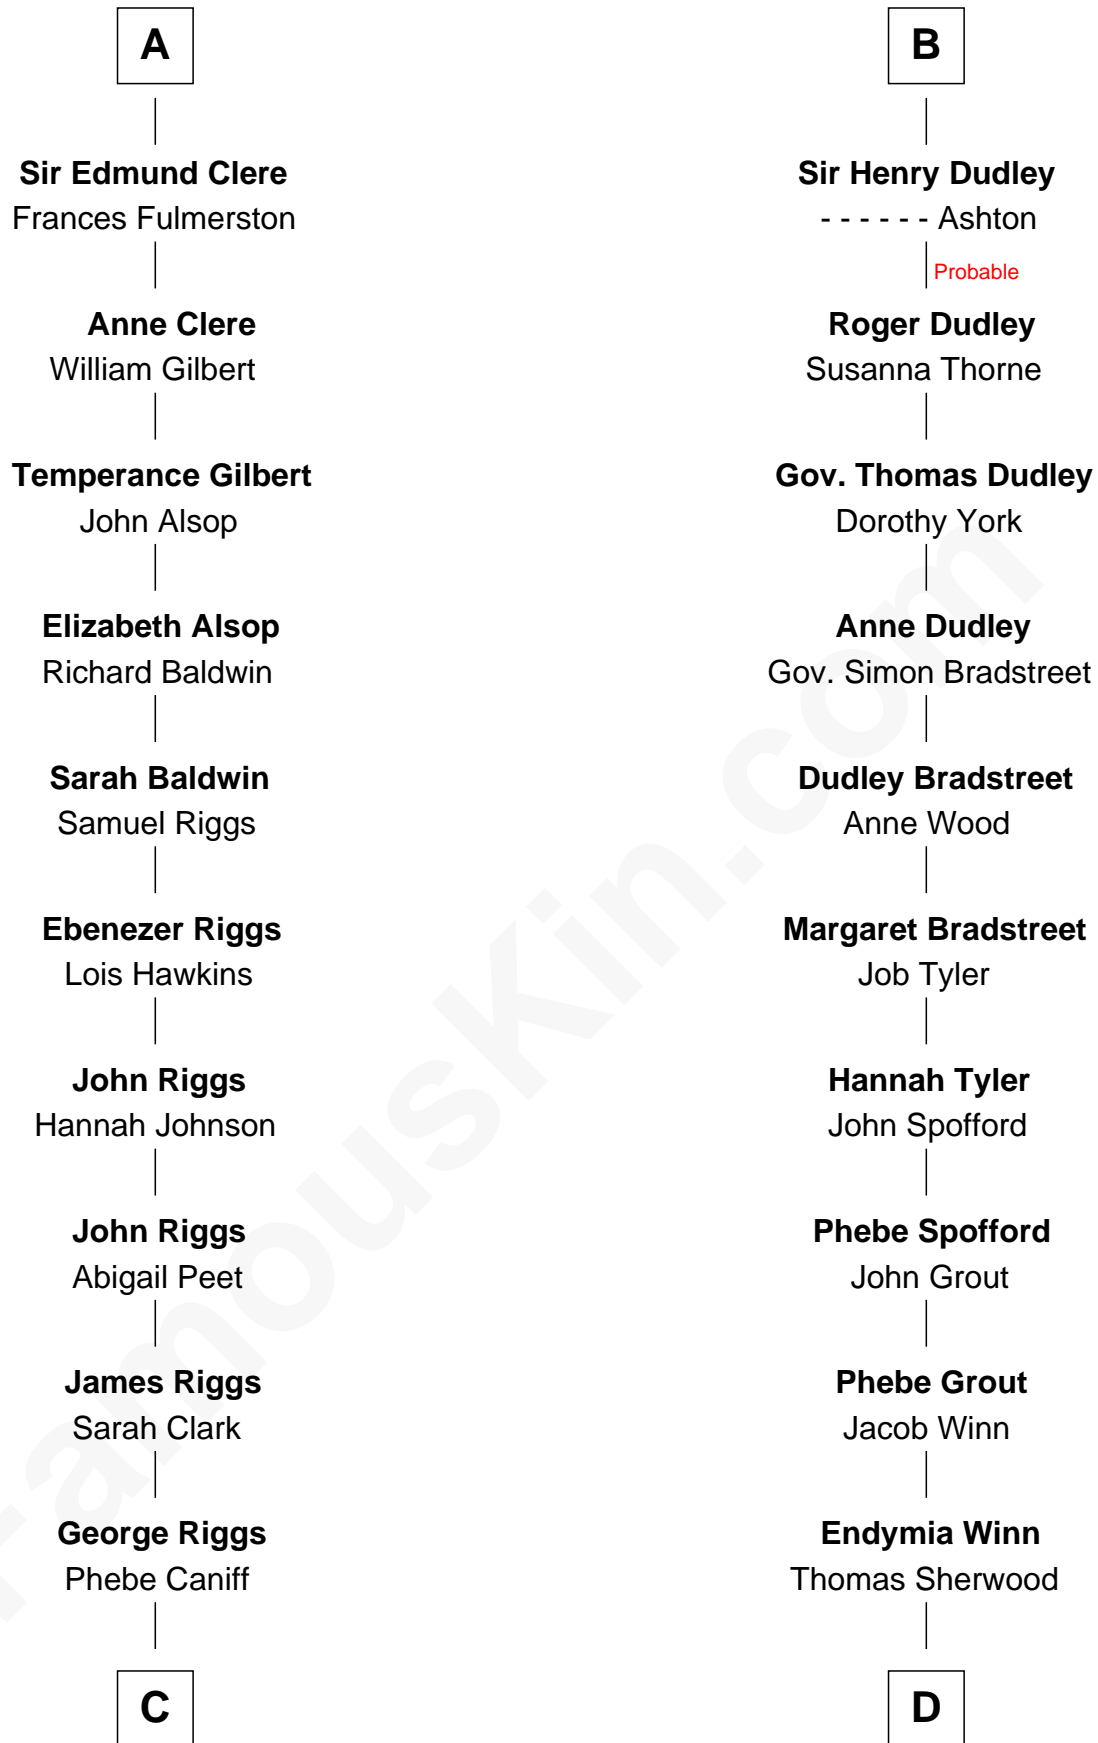 A
Sir Edmund Clere
Frances Fulmerston
Anne Clere
William Gilbert
Temperance Gilbert
John Alsop
Elizabeth Alsop
Richard Baldwin
Sarah Baldwin
Samuel Riggs
Ebenezer Riggs
Lois Hawkins
John Riggs
Hannah Johnson
John Riggs
Abigail Peet
James Riggs
Sarah Clark
George Riggs
Phebe Caniff
C
B
Sir Henry Dudley
- - - - - - Ashton
Probable
Roger Dudley
Susanna Thorne
Gov. Thomas Dudley
Dorothy York
Anne Dudley
Gov. Simon Bradstreet
Dudley Bradstreet
Anne Wood
Margaret Bradstreet
Job Tyler
Hannah Tyler
John Spofford
Phebe Spofford
John Grout
Phebe Grout
Jacob Winn
Endymia Winn
Thomas Sherwood
D
FamousKin.com